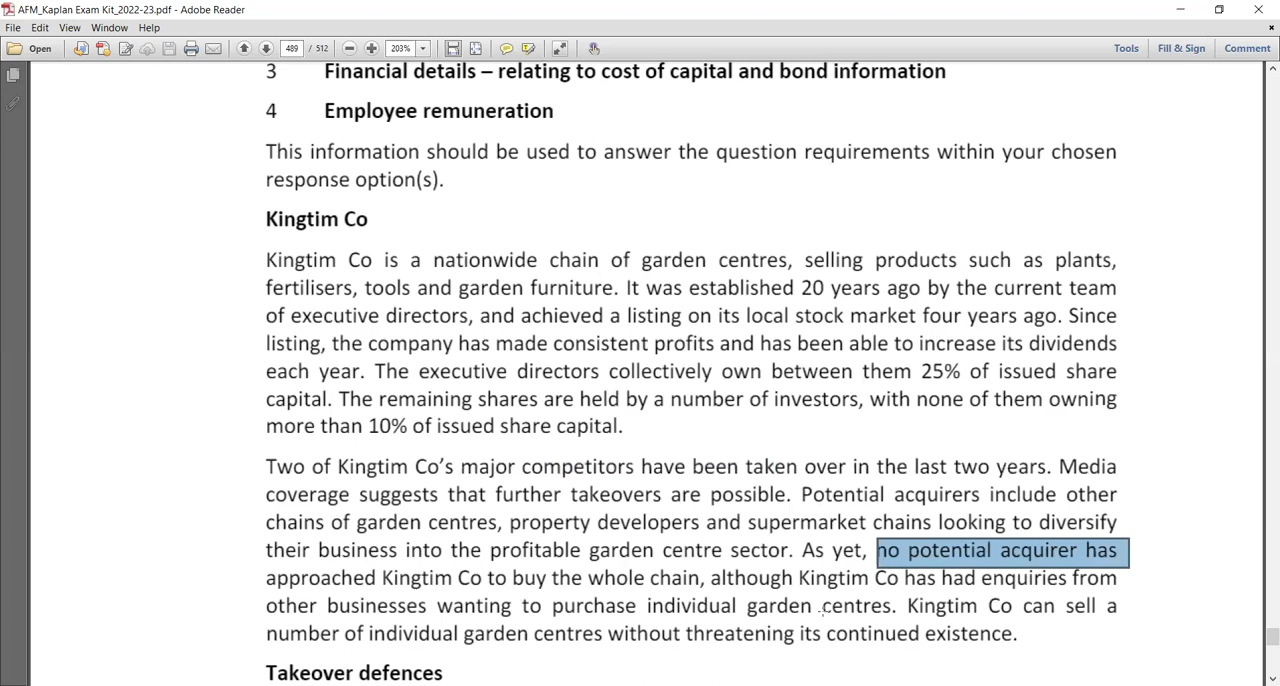 AFM_Kaplan Exam Kit_2022-23.pdf - Adobe Reader
File Edit View Window Help
Open 489 / 512 203% Tools Fill & Sign Comment
3 Financial details – relating to cost of capital and bond information
4 Employee remuneration
This information should be used to answer the question requirements within your chosen
response option(s).
Kingtim Co
Kingtim Co is a nationwide chain of garden centres, selling products such as plants,
fertilisers, tools and garden furniture. It was established 20 years ago by the current team
of executive directors, and achieved a listing on its local stock market four years ago. Since
listing, the company has made consistent profits and has been able to increase its dividends
each year. The executive directors collectively own between them 25% of issued share
capital. The remaining shares are held by a number of investors, with none of them owning
more than 10% of issued share capital.
Two of Kingtim Co's major competitors have been taken over in the last two years. Media
coverage suggests that further takeovers are possible. Potential acquirers include other
chains of garden centres, property developers and supermarket chains looking to diversify
their business into the profitable garden centre sector. As yet, no potential acquirer has
approached Kingtim Co to buy the whole chain, although Kingtim Co has had enquiries from
other businesses wanting to purchase individual garden centres. Kingtim Co can sell a
number of individual garden centres without threatening its continued existence.
Takeover defences